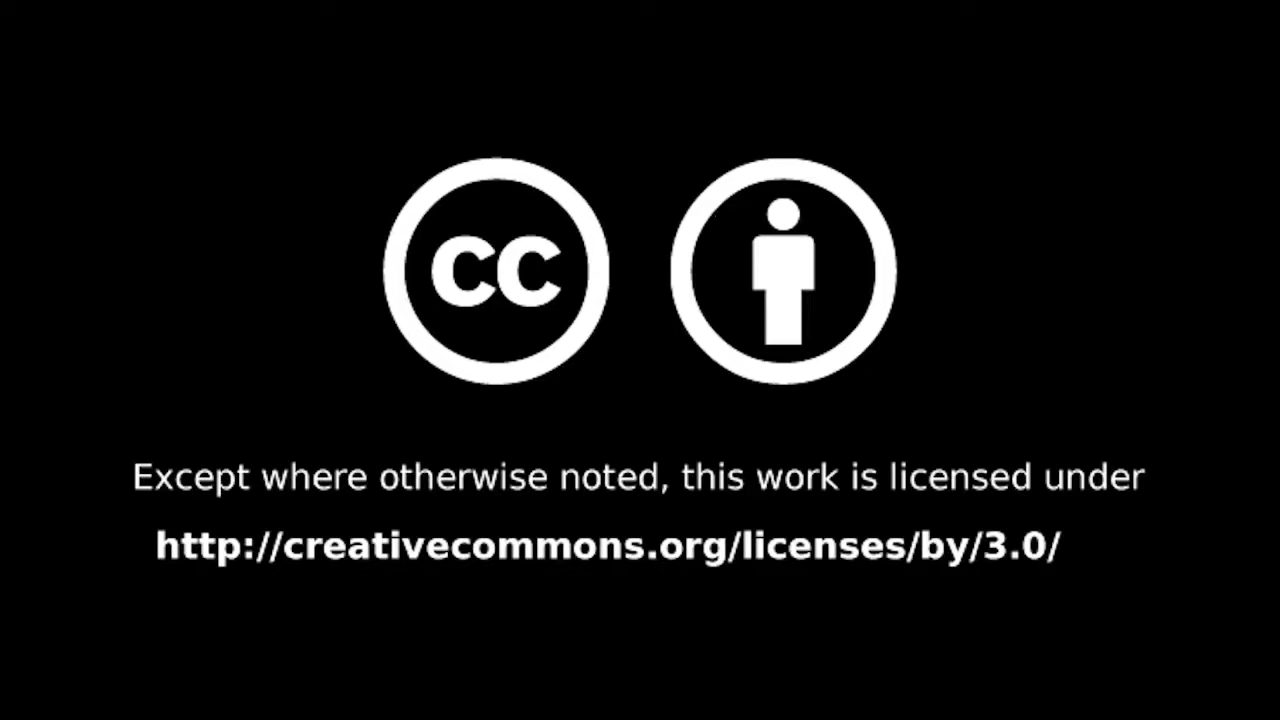 cc
Except where otherwise noted, this work is licensed under
http://creativecommons.org/licenses/by/3.0/